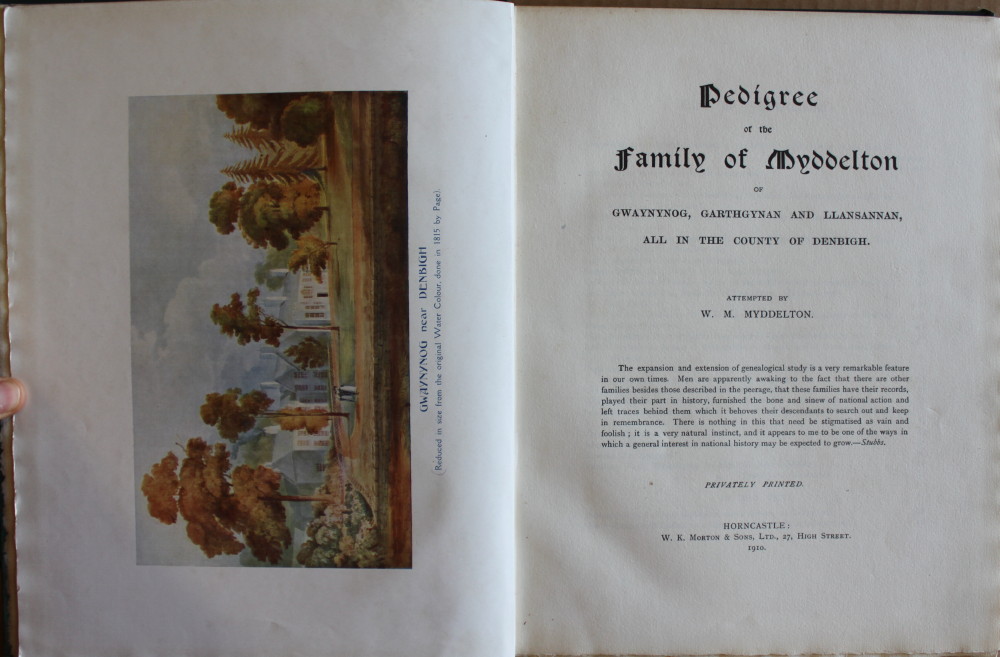 GWAYNYNOG near DENBIGH
(Reduced in size from the original Water Colour, done in 1815 by Page).
Pedigree
of the
Family of Myddelton
OF
GWAYNYNOG, GARTHGYNAN AND LLANSANNAN,
ALL IN THE COUNTY OF DENBIGH.
ATTEMPTED BY
W. M. MYDDELTON.
The expansion and extension of genealogical study is a very remarkable feature
in our own times. Men are apparently awaking to the fact that there are other
families besides those described in the peerage, that these families have their records,
played their part in history, furnished the bone and sinew of national action and
left traces behind them which it behoves their descendants to search out and keep
in remembrance. There is nothing in this that need be stigmatised as vain and
foolish; it is a very natural instinct, and it appears to me to be one of the ways in
which a general interest in national history may be expected to grow.—Stubbs.
PRIVATELY PRINTED.
HORNCASTLE:
W. K. MORTON & SONS, LTD., 27, HIGH STREET.
1910.